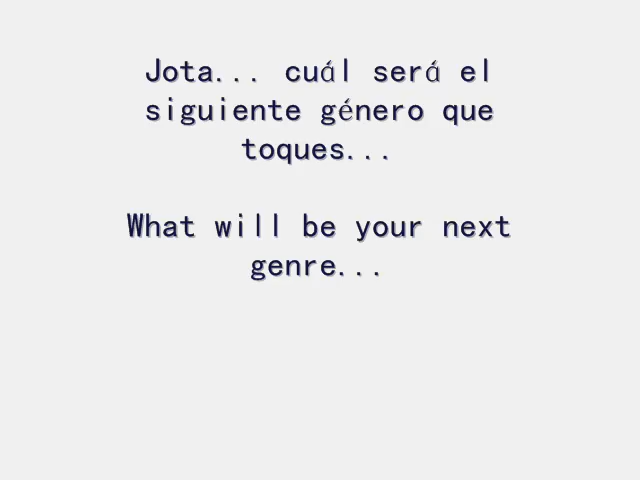 Jota... cuál será el
siguiente género que
toques...
What will be your next
genre...